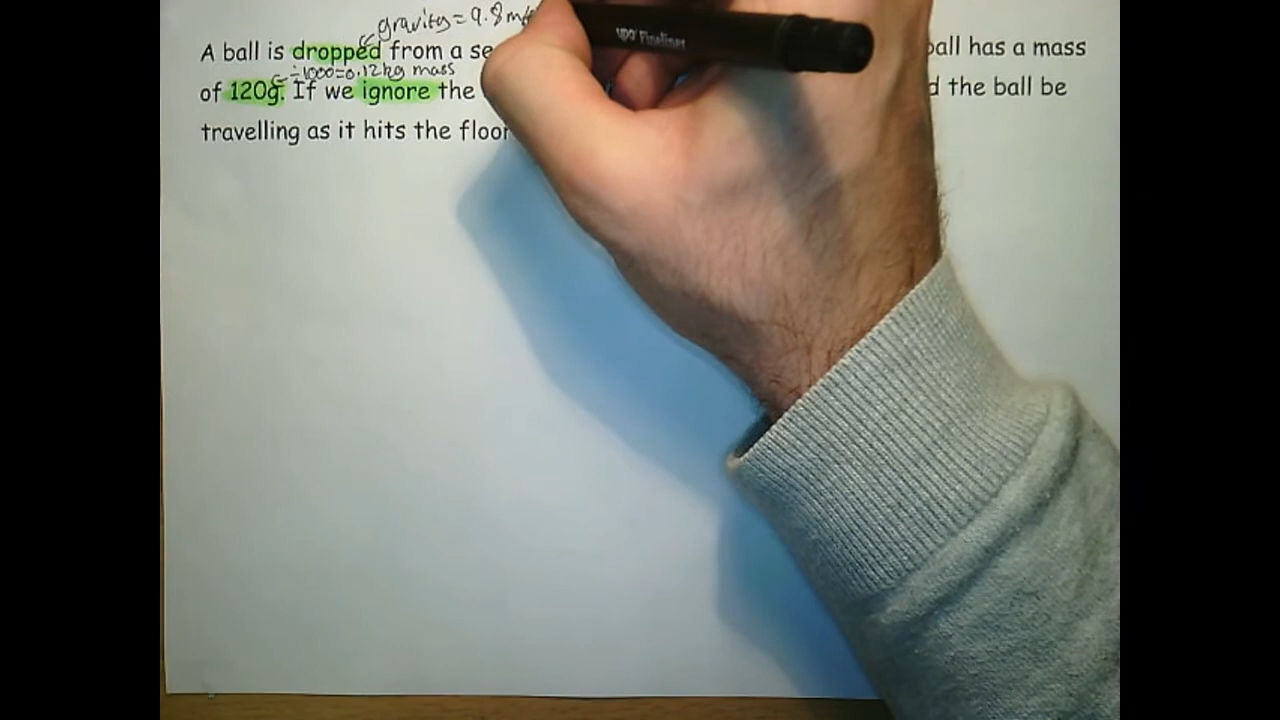 gravity = 9.8 m/
A ball is dropped from a se ball has a mass
÷1000=0.12kg mass
of 120g. If we ignore the d the ball be
travelling as it hits the floor
UPO Fineliner